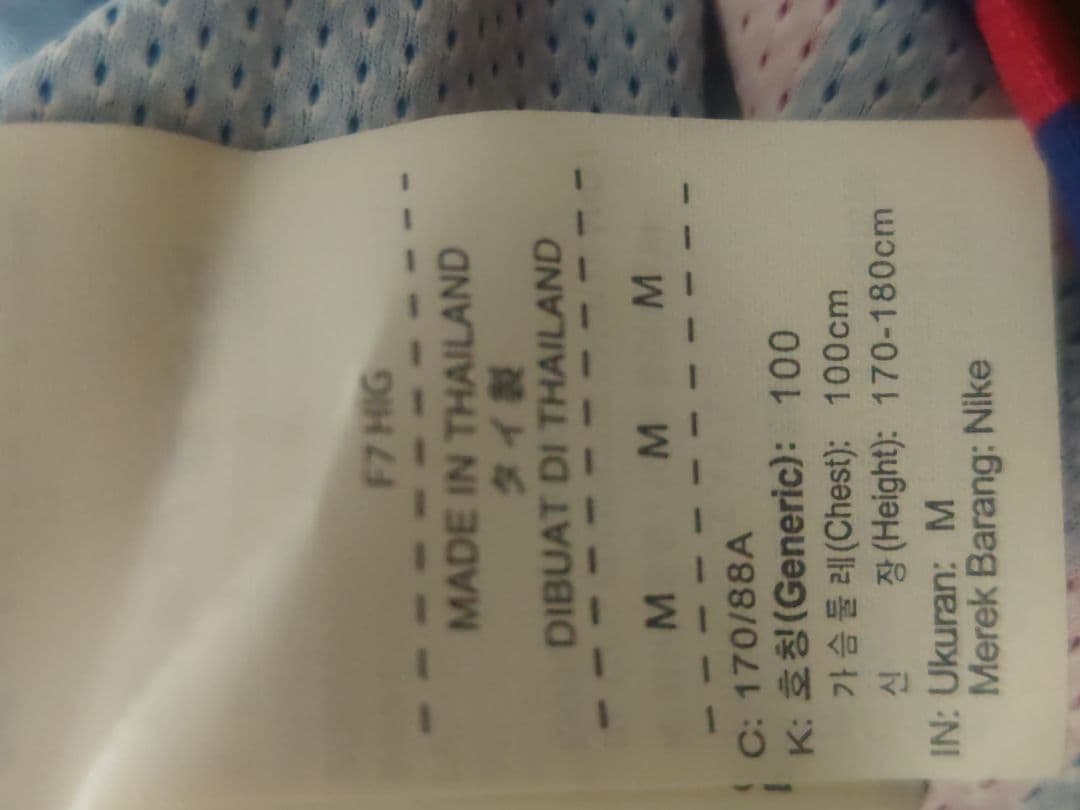 F7 HIG
MADE IN THAILAND
タイ製
DIBUAT DI THAILAND
M M M
C: 170/88A
K: 호칭(Generic): 100
가슴둘레(Chest): 100cm
신 장(Height): 170-180cm
IN: Ukuran: M
Merek Barang: Nike